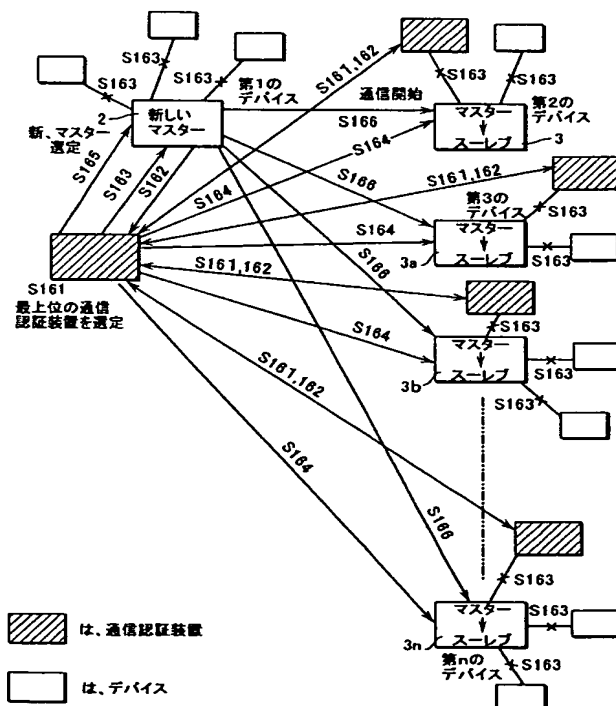 S163
S163
S163
第1の
デバイス
2
新しい
マスター
新、マスター
選定
S165
S163
S162
S161
最上位の通信
認証装置を選定
S161,162
通信開始
S166
S164
S163
S163
マスター
スーレブ
第2の
デバイス
3
S166
S161,162
S163
第3の
デバイス
マスター
スーレブ
3a
S164
S163
S161,162
S166
S164
S163
マスター
スーレブ
3b
S163
S163
S161,162
S164
S166
S163
マスター
スーレブ
3n
S163
第nの
デバイス
S163
は、通信認証装置
は、デバイス